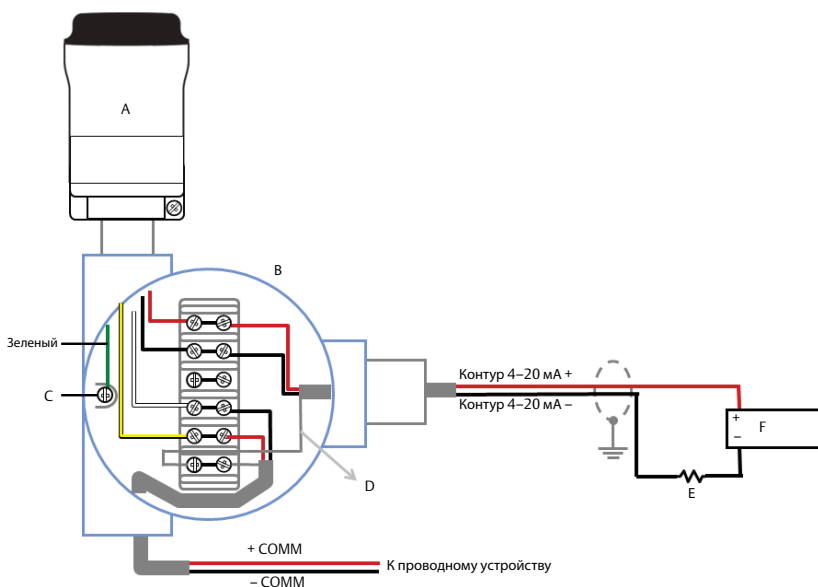 A
B
Зеленый
C
Контур 4–20 мА +
Контур 4–20 мА –
+
–
F
E
D
+ COMM
– COMM
К проводному устройству